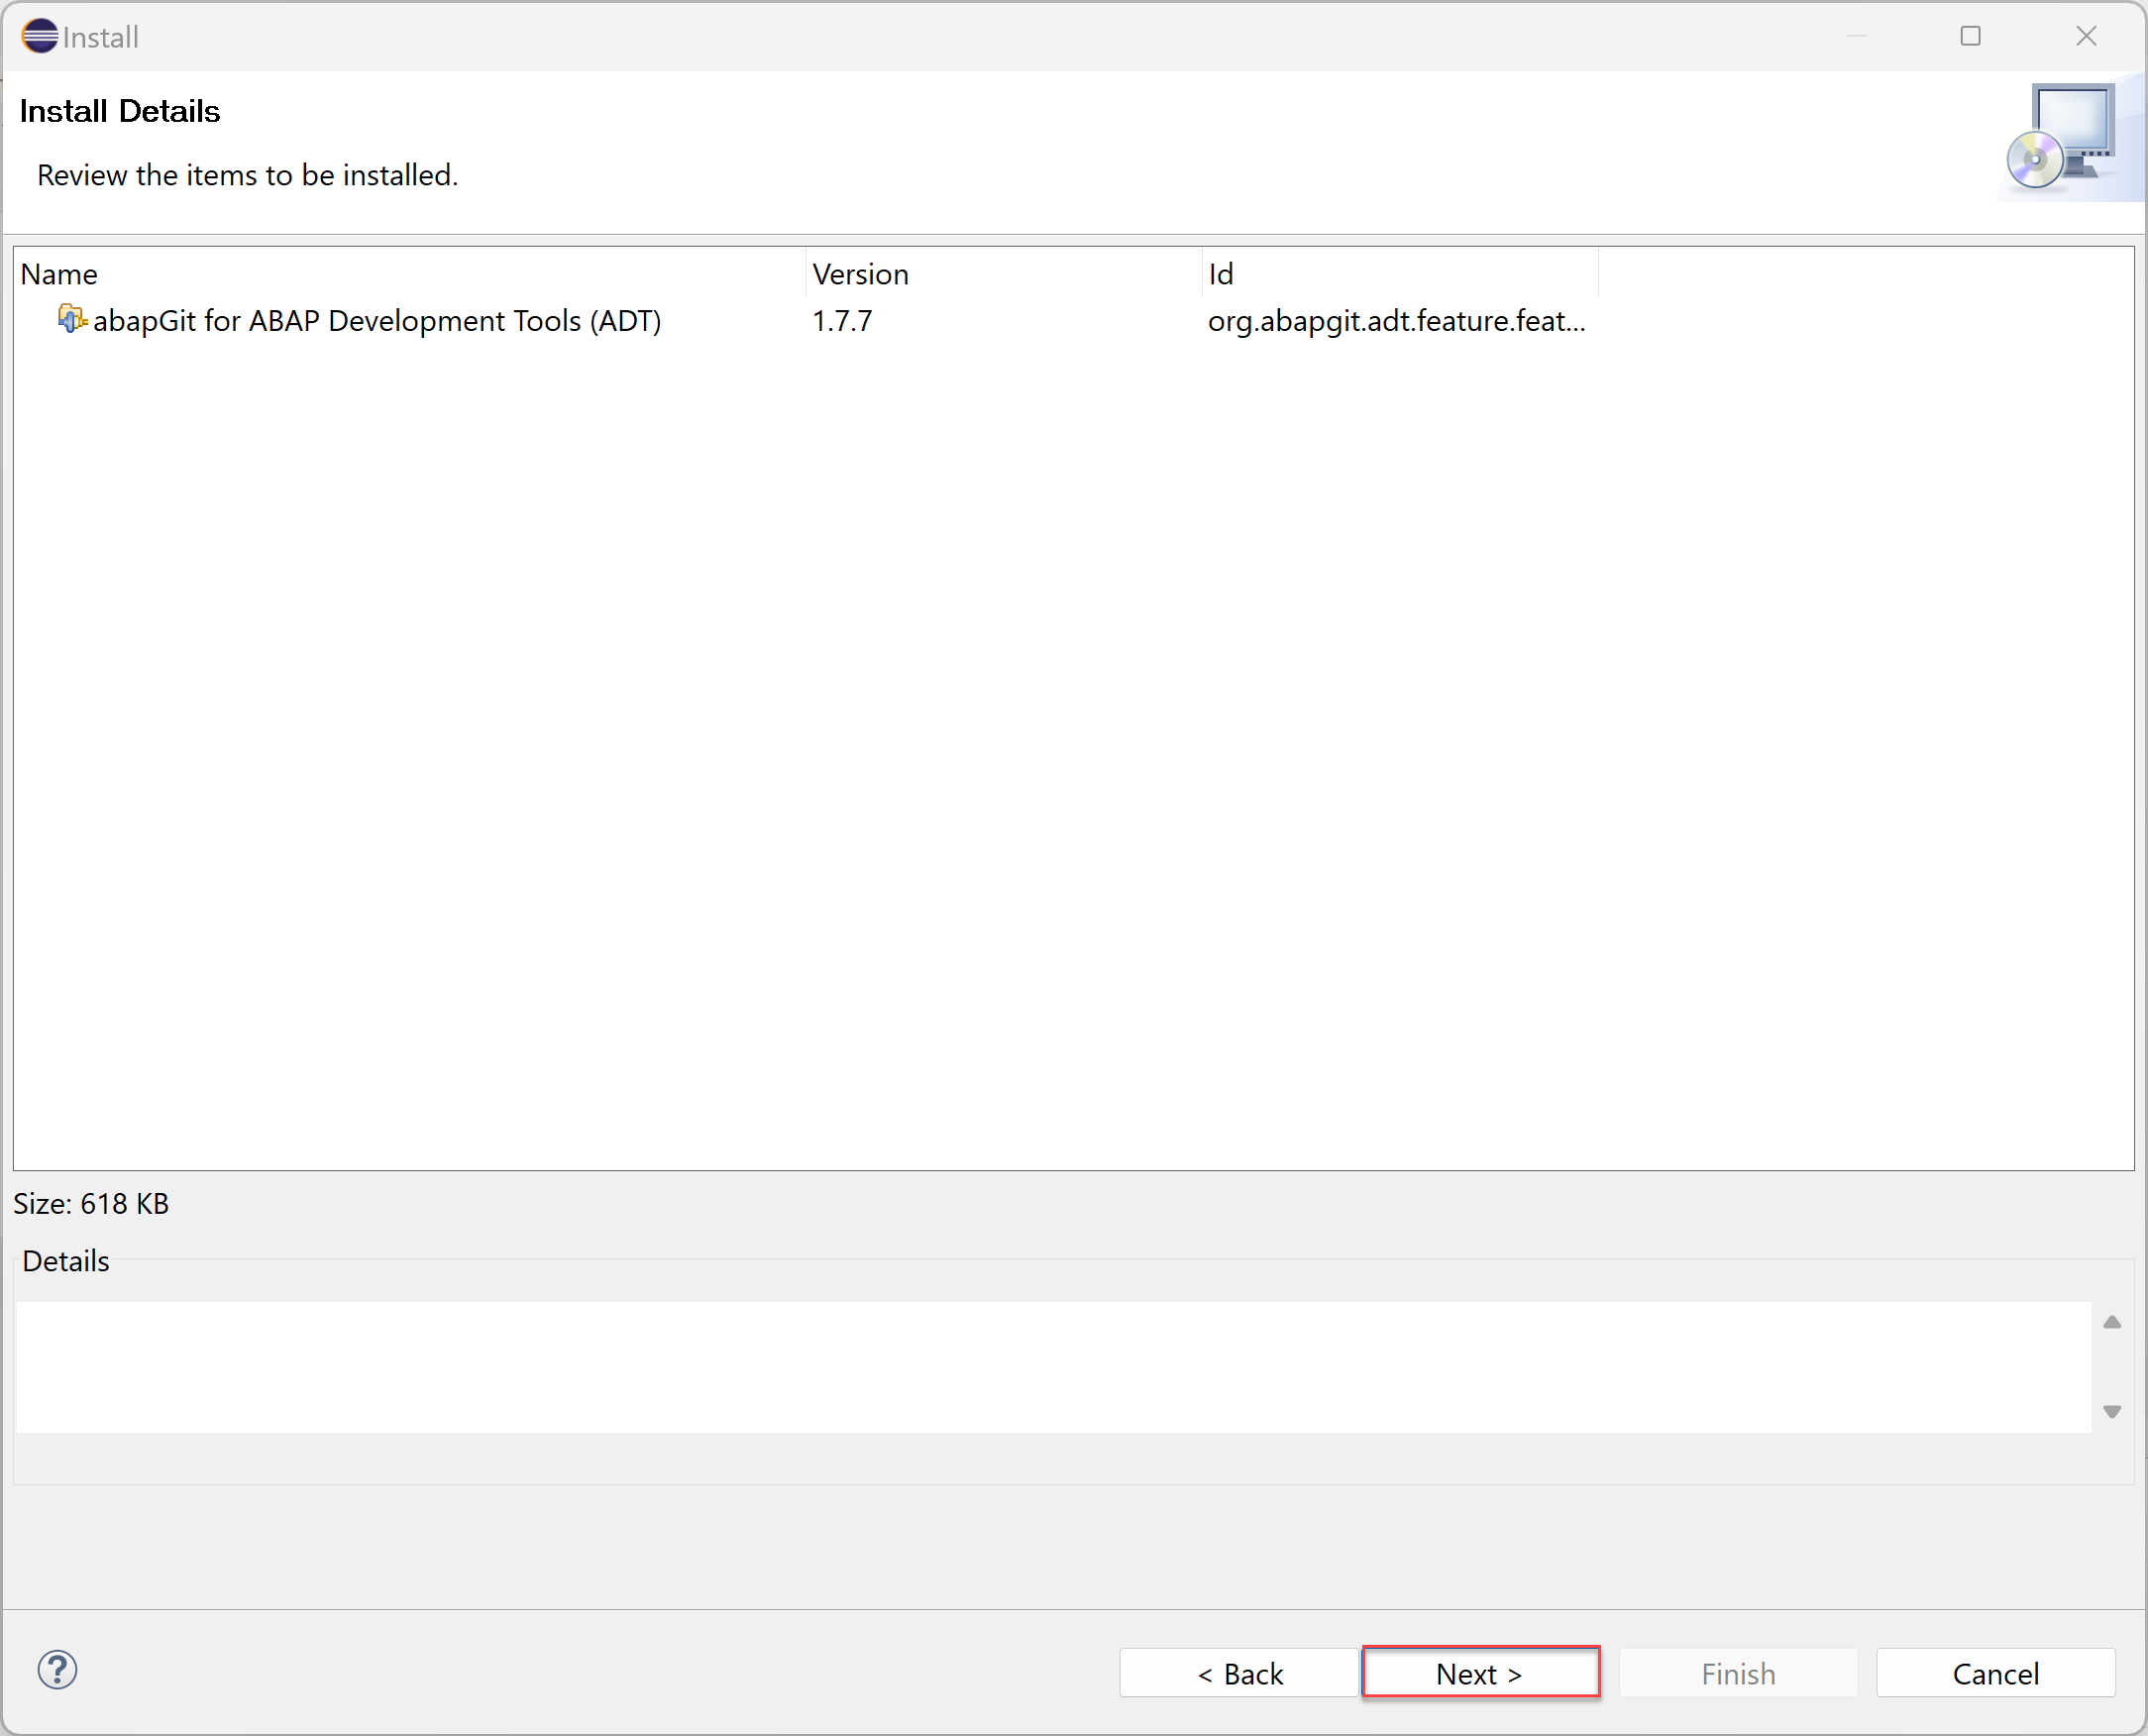 Install
Install Details
Review the items to be installed.
Name Version Id
abapGit for ABAP Development Tools (ADT) 1.7.7 org.abapgit.adt.feature.feat...
Size: 618 KB
Details
? < Back Next > Finish Cancel